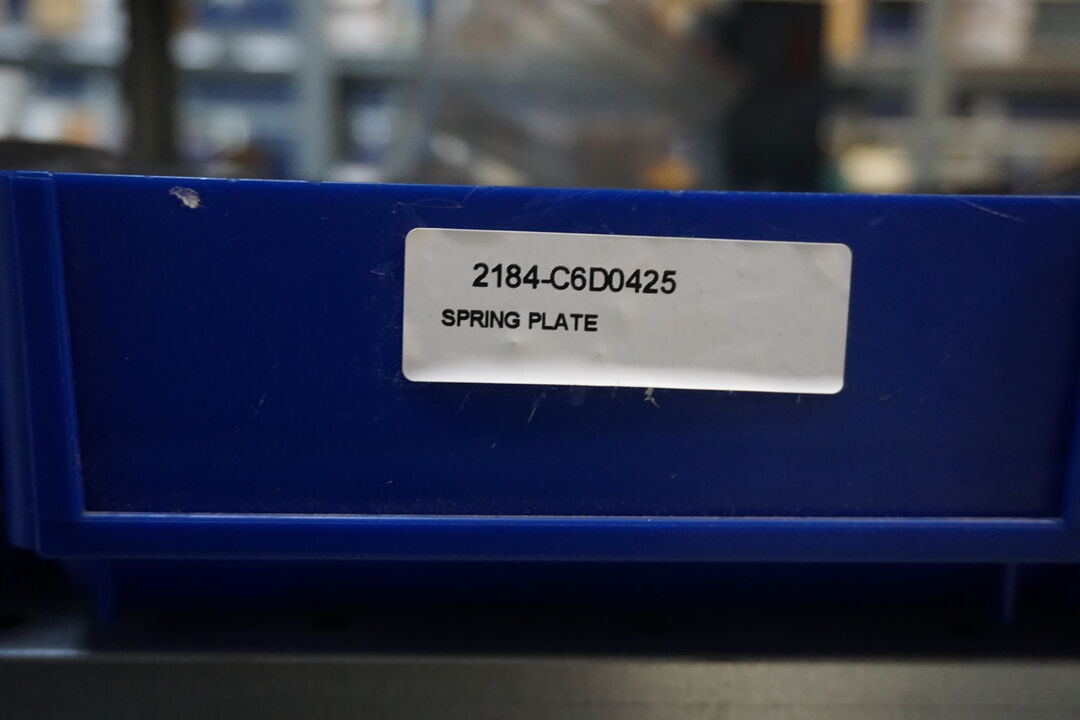 2184-C6D0425
SPRING PLATE